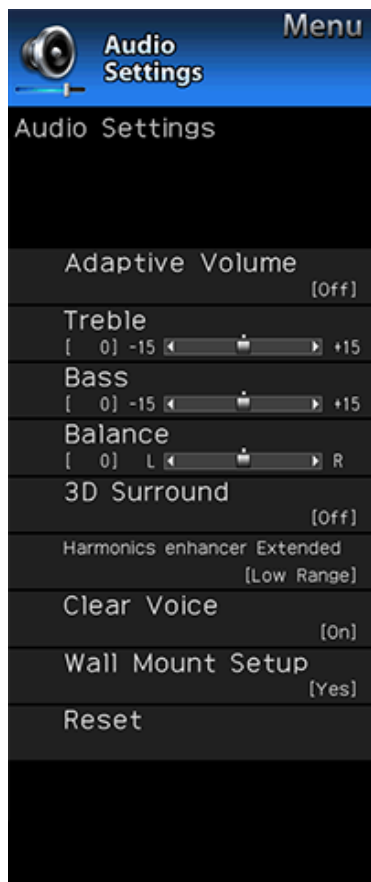 Menu
Audio
Settings
Audio Settings
Adaptive Volume
[Off]
Treble
[ 0] -15 +15
Bass
[ 0] -15 +15
Balance
[ 0] L R
3D Surround
[Off]
Harmonics enhancer Extended
[Low Range]
Clear Voice
[On]
Wall Mount Setup
[Yes]
Reset